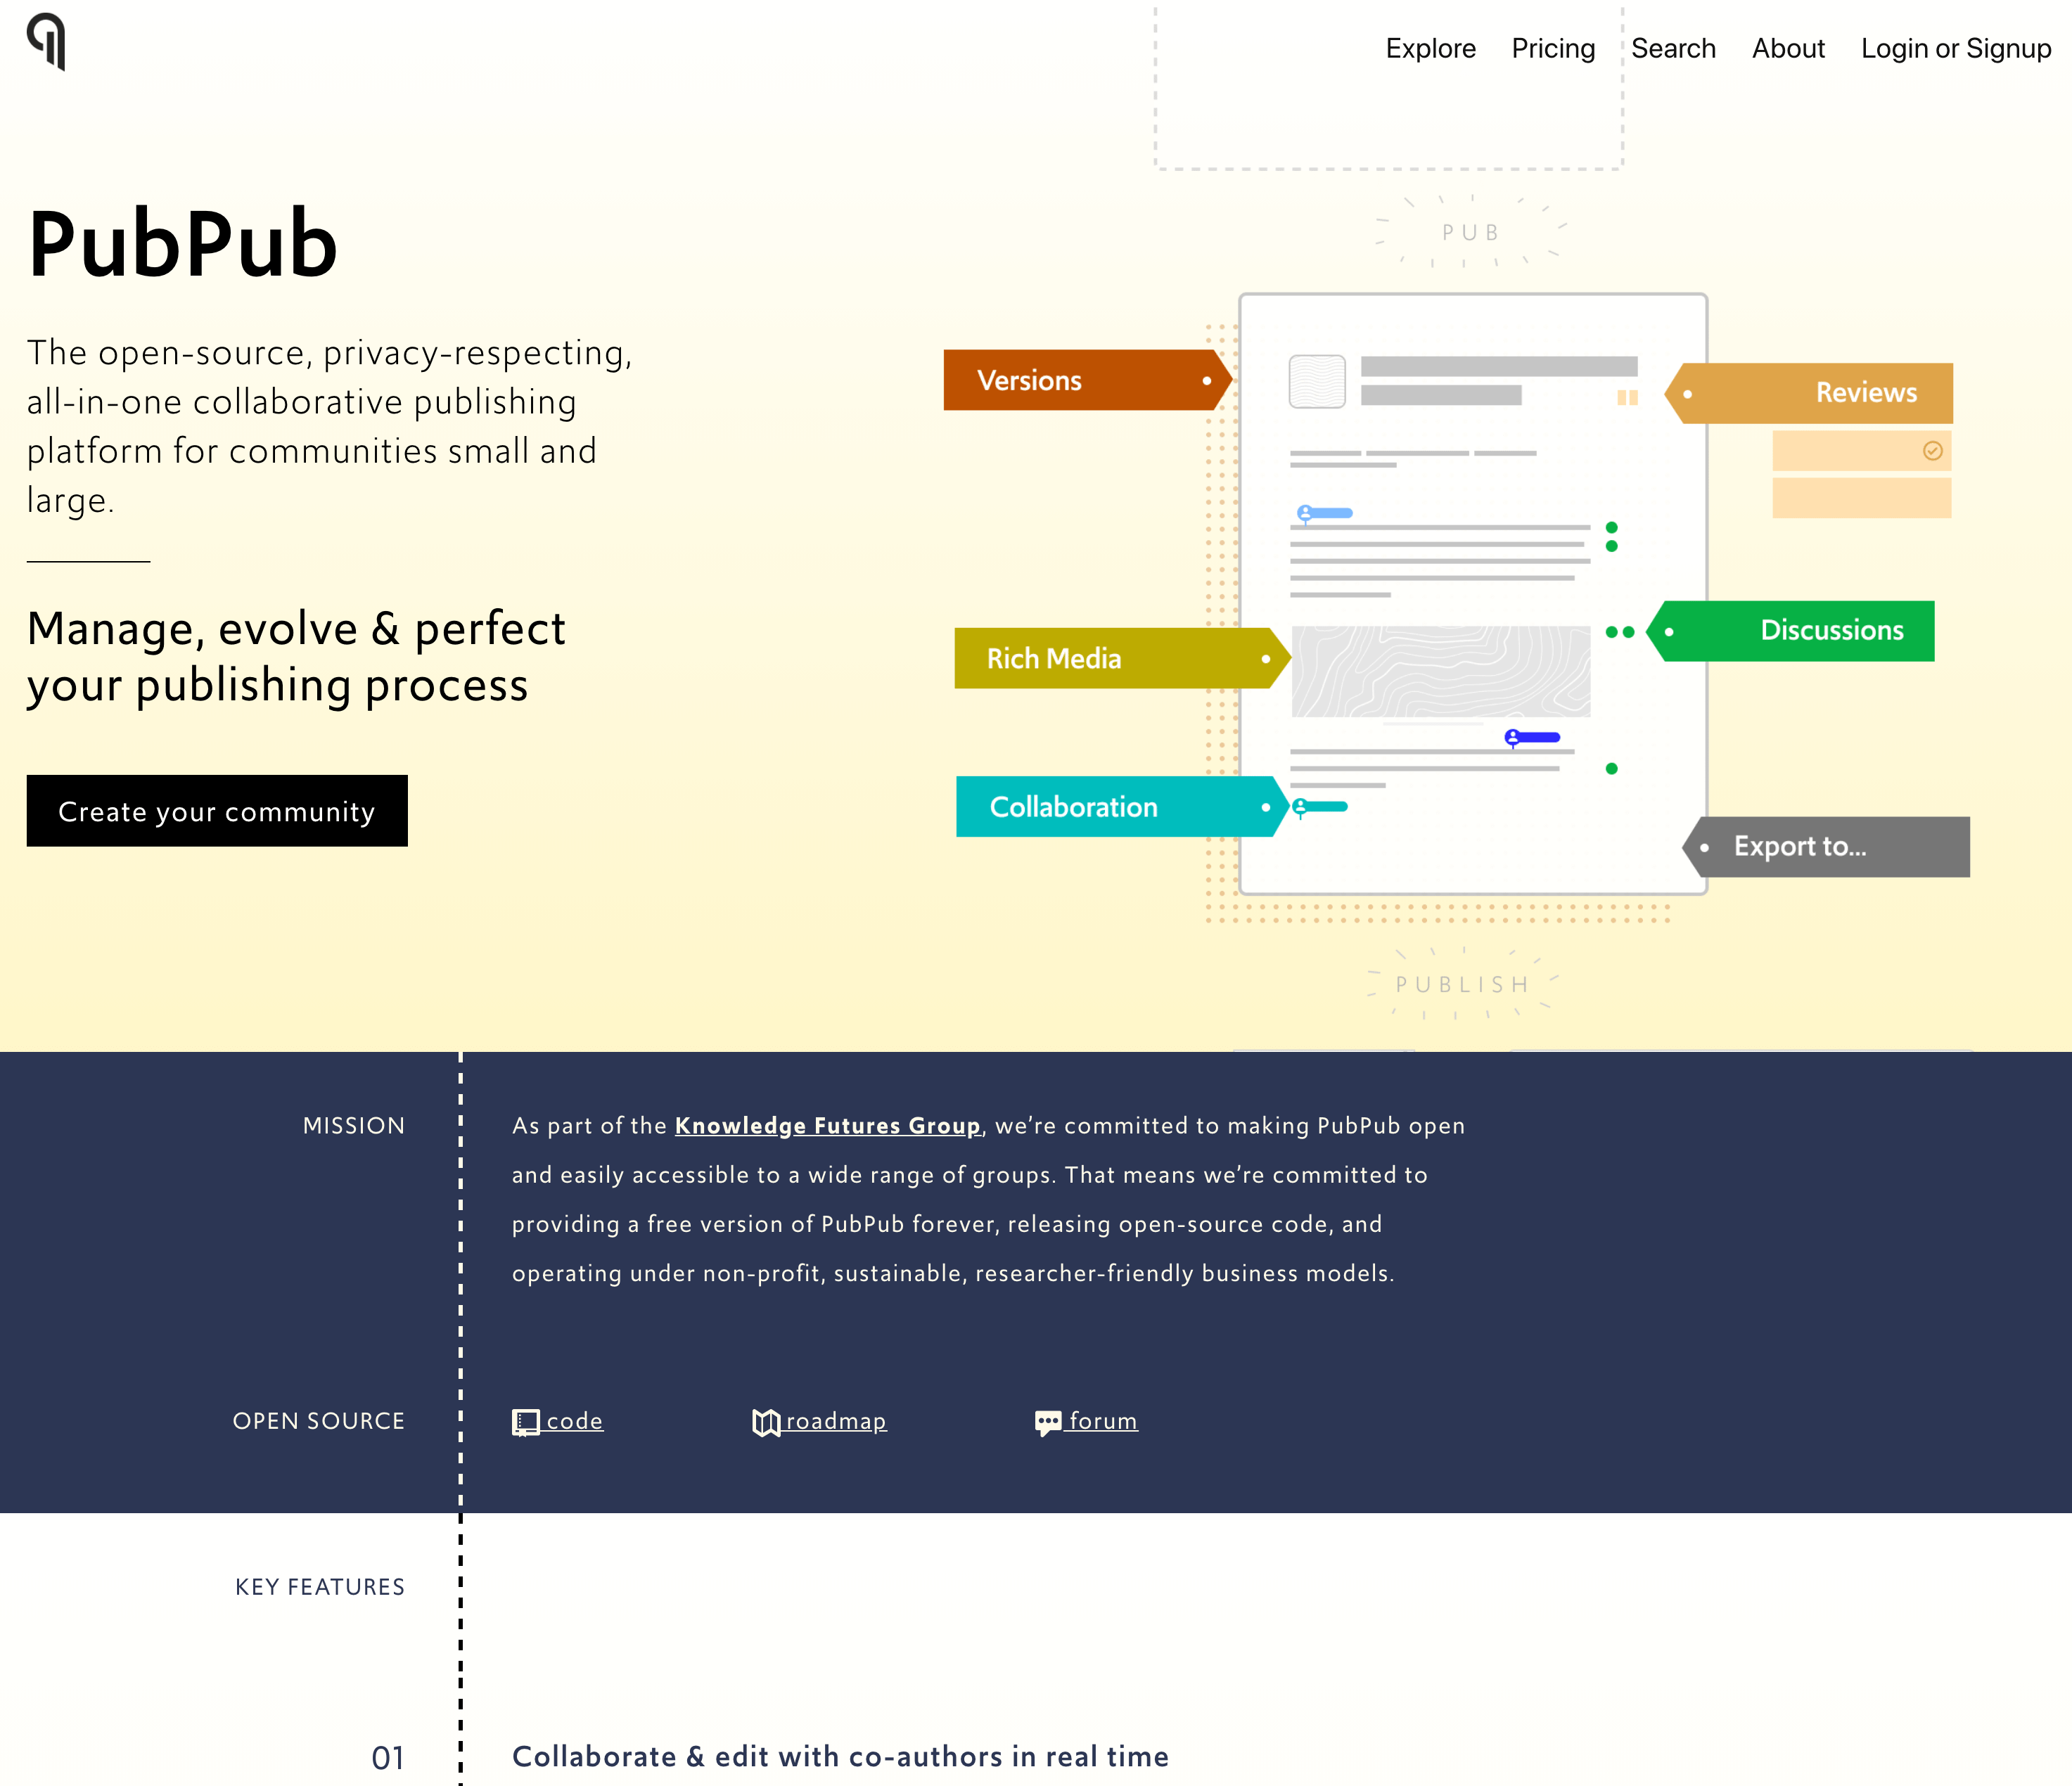 Explore Pricing Search About Login or Signup
PubPub
The open-source, privacy-respecting,
all-in-one collaborative publishing
platform for communities small and
large.
Manage, evolve & perfect
your publishing process
Create your community
PUB
Versions
Reviews
Rich Media
Discussions
Collaboration
Export to...
PUBLISH
MISSION
As part of the Knowledge Futures Group, we’re committed to making PubPub open
and easily accessible to a wide range of groups. That means we’re committed to
providing a free version of PubPub forever, releasing open-source code, and
operating under non-profit, sustainable, researcher-friendly business models.
OPEN SOURCE
code roadmap forum
KEY FEATURES
01 Collaborate & edit with co-authors in real time